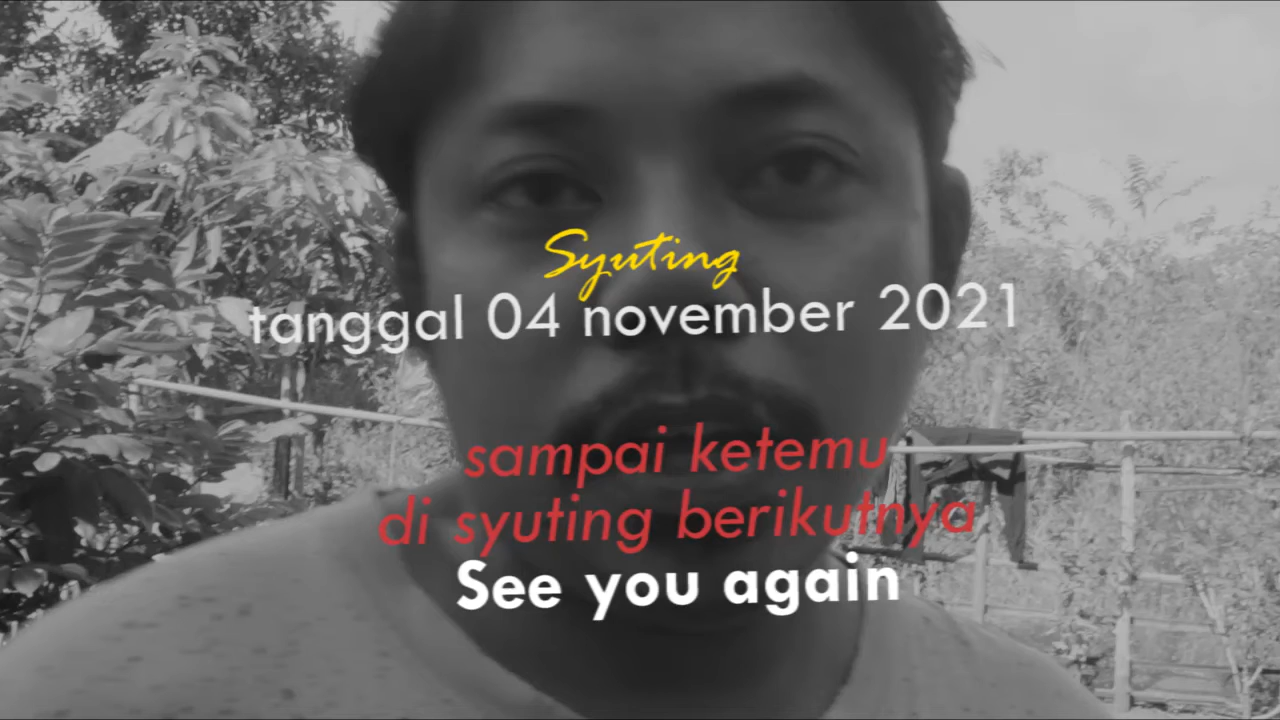 Syuting
tanggal 04 november 2021
sampai ketemu
di syuting berikutnya
See you again